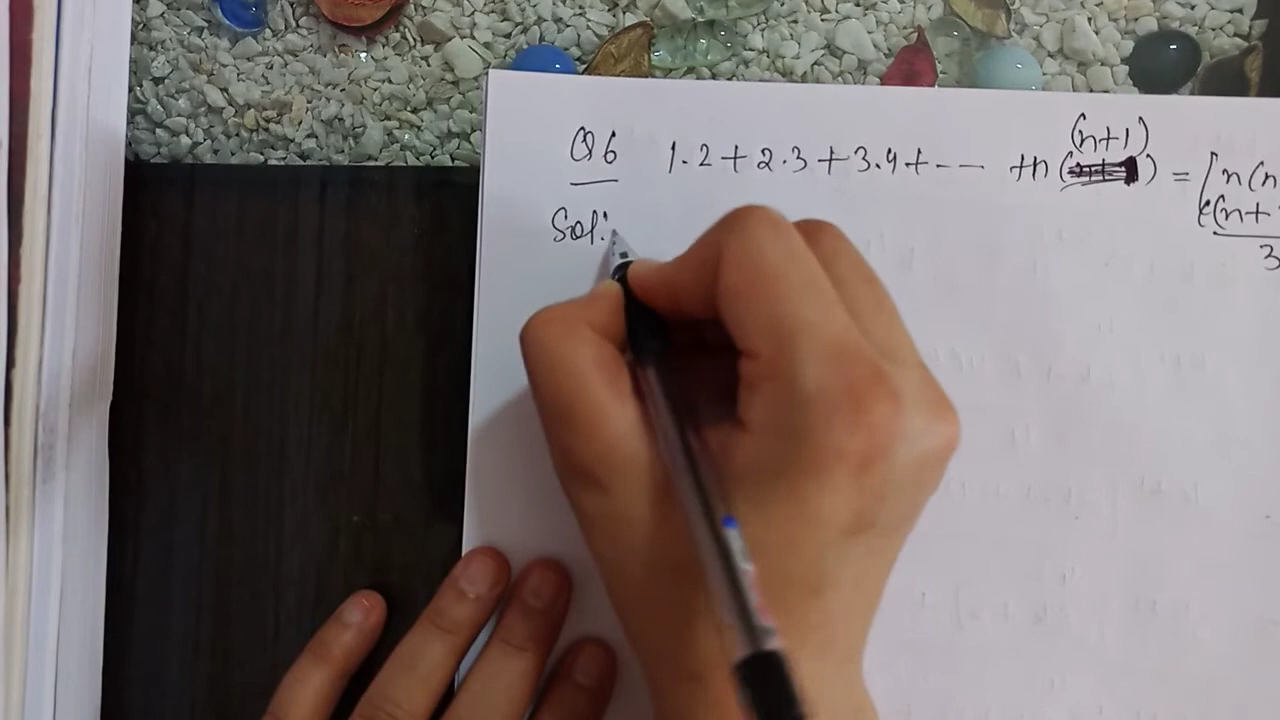 Q6 1.2+2.3+3.4+--- +n(n+1) = [n(n
(n+
3
Sol: